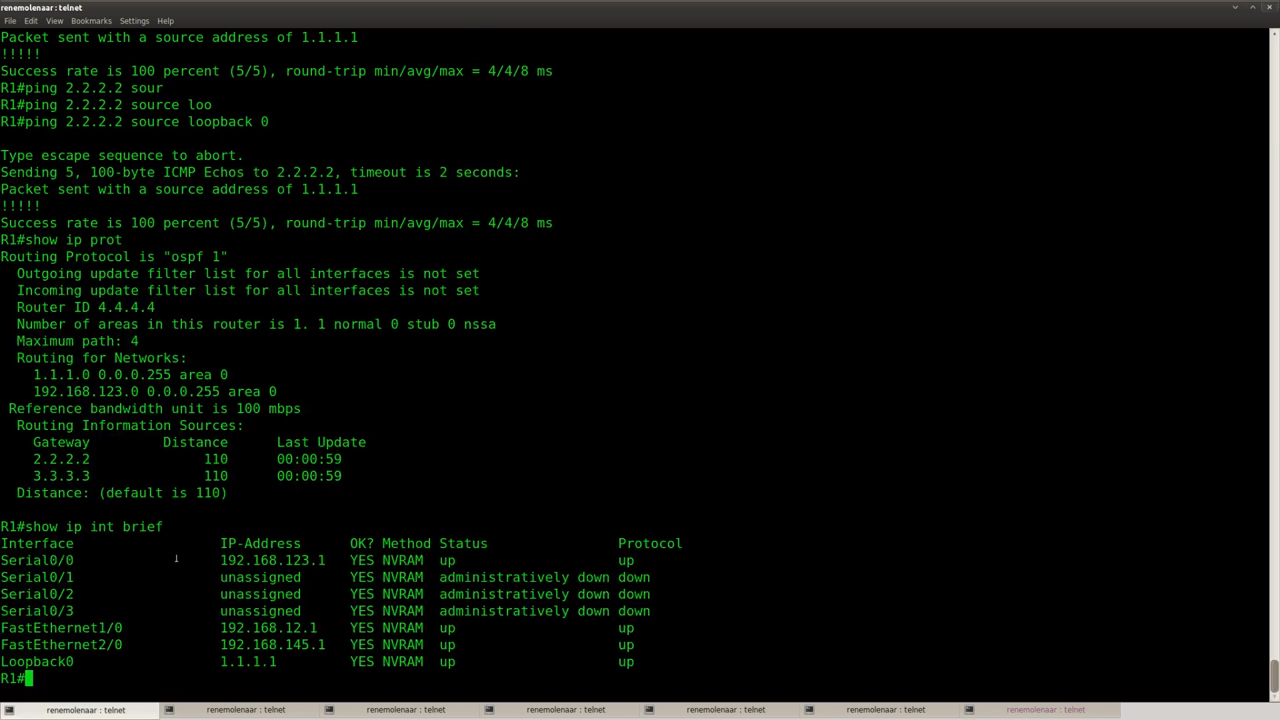 renemolenaar : telnet
File Edit View Bookmarks Settings Help
Packet sent with a source address of 1.1.1.1
!!!!!
Success rate is 100 percent (5/5), round-trip min/avg/max = 4/4/8 ms
R1#ping 2.2.2.2 sour
R1#ping 2.2.2.2 source loo
R1#ping 2.2.2.2 source loopback 0
Type escape sequence to abort.
Sending 5, 100-byte ICMP Echos to 2.2.2.2, timeout is 2 seconds:
Packet sent with a source address of 1.1.1.1
!!!!!
Success rate is 100 percent (5/5), round-trip min/avg/max = 4/4/8 ms
R1#show ip prot
Routing Protocol is "ospf 1"
Outgoing update filter list for all interfaces is not set
Incoming update filter list for all interfaces is not set
Router ID 4.4.4.4
Number of areas in this router is 1. 1 normal 0 stub 0 nssa
Maximum path: 4
Routing for Networks:
1.1.1.0 0.0.0.255 area 0
192.168.123.0 0.0.0.255 area 0
Reference bandwidth unit is 100 mbps
Routing Information Sources:
Gateway Distance Last Update
2.2.2.2 110 00:00:59
3.3.3.3 110 00:00:59
Distance: (default is 110)
R1#show ip int brief
Interface IP-Address OK? Method Status Protocol
Serial0/0 192.168.123.1 YES NVRAM up up
Serial0/1 unassigned YES NVRAM administratively down down
Serial0/2 unassigned YES NVRAM administratively down down
Serial0/3 unassigned YES NVRAM administratively down down
FastEthernet1/0 192.168.12.1 YES NVRAM up up
FastEthernet2/0 192.168.145.1 YES NVRAM up up
Loopback0 1.1.1.1 YES NVRAM up up
R1#
renemolenaar : telnet renemolenaar : telnet renemolenaar : telnet renemolenaar : telnet renemolenaar : telnet renemolenaar : telnet renemolenaar : telnet